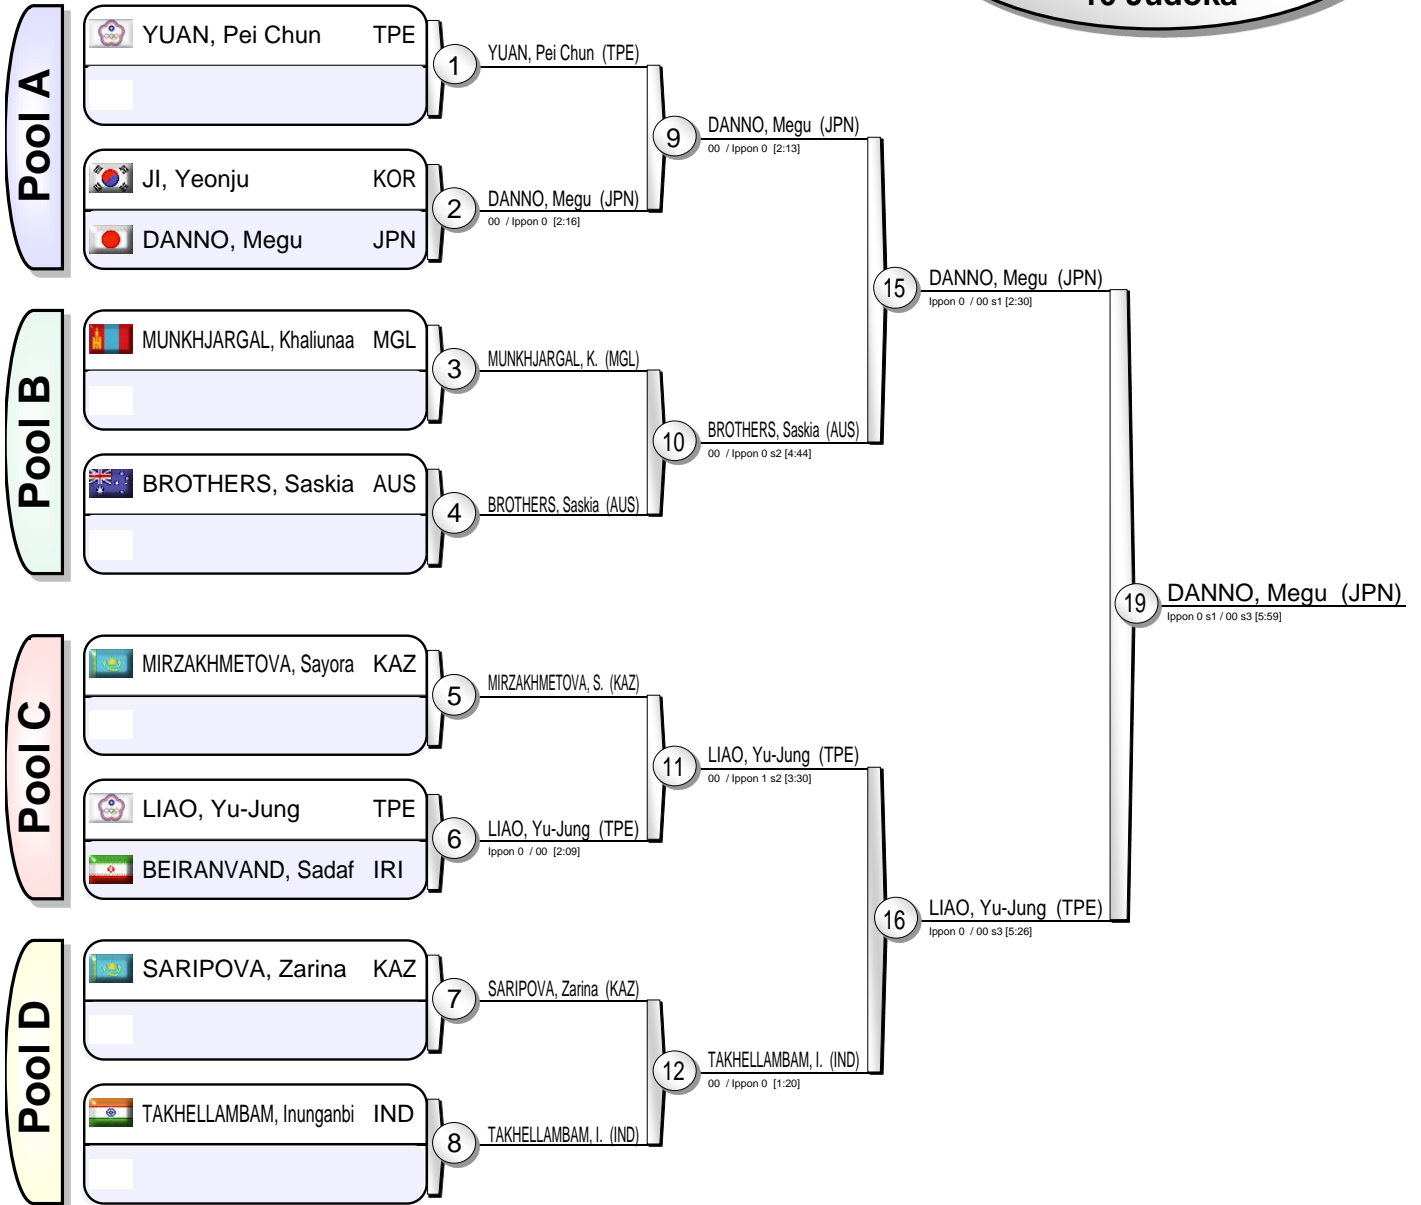 10 Judoka
Pool A
YUAN, Pei Chun TPE
1
YUAN, Pei Chun (TPE)
JI, Yeonju KOR
DANNO, Megu JPN
2
DANNO, Megu (JPN)
00 / Ippon 0 [2:16]
9
DANNO, Megu (JPN)
00 / Ippon 0 [2:13]
Pool B
MUNKHJARGAL, Khaliunaa MGL
3
MUNKHJARGAL, K. (MGL)
BROTHERS, Saskia AUS
4
BROTHERS, Saskia (AUS)
10
BROTHERS, Saskia (AUS)
00 / Ippon 0 s2 [4:44]
15
DANNO, Megu (JPN)
Ippon 0 / 00 s1 [2:30]
Pool C
MIRZAKHMETOVA, Sayora KAZ
5
MIRZAKHMETOVA, S. (KAZ)
LIAO, Yu-Jung TPE
BEIRANVAND, Sadaf IRI
6
LIAO, Yu-Jung (TPE)
Ippon 0 / 00 [2:09]
11
LIAO, Yu-Jung (TPE)
00 / Ippon 1 s2 [3:30]
Pool D
SARIPOVA, Zarina KAZ
7
SARIPOVA, Zarina (KAZ)
TAKHELLAMBAM, Inunganbi IND
8
TAKHELLAMBAM, I. (IND)
12
TAKHELLAMBAM, I. (IND)
00 / Ippon 0 [1:20]
16
LIAO, Yu-Jung (TPE)
Ippon 0 / 00 s3 [5:26]
19
DANNO, Megu (JPN)
Ippon 0 s1 / 00 s3 [5:59]